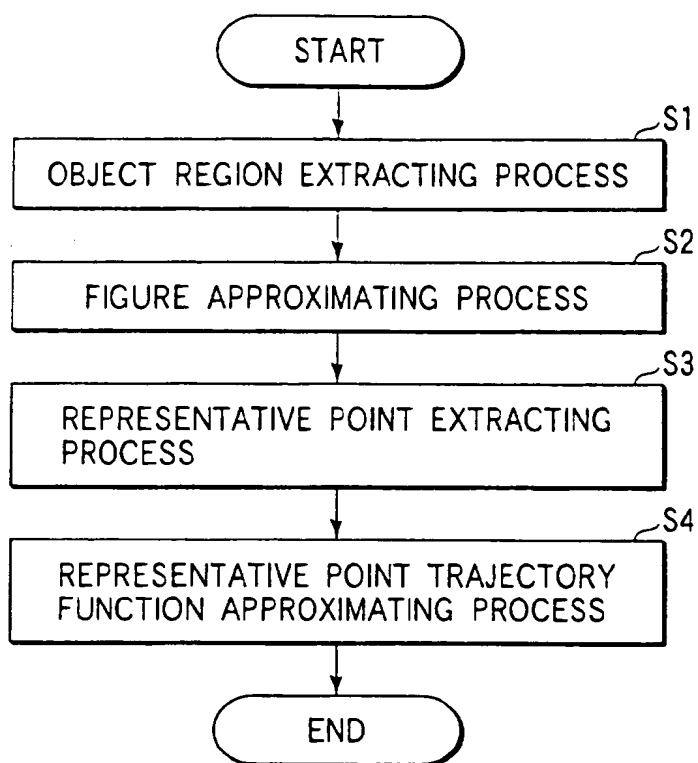 START
S1
OBJECT REGION EXTRACTING PROCESS
S2
FIGURE APPROXIMATING PROCESS
S3
REPRESENTATIVE POINT EXTRACTING
PROCESS
S4
REPRESENTATIVE POINT TRAJECTORY
FUNCTION APPROXIMATING PROCESS
END